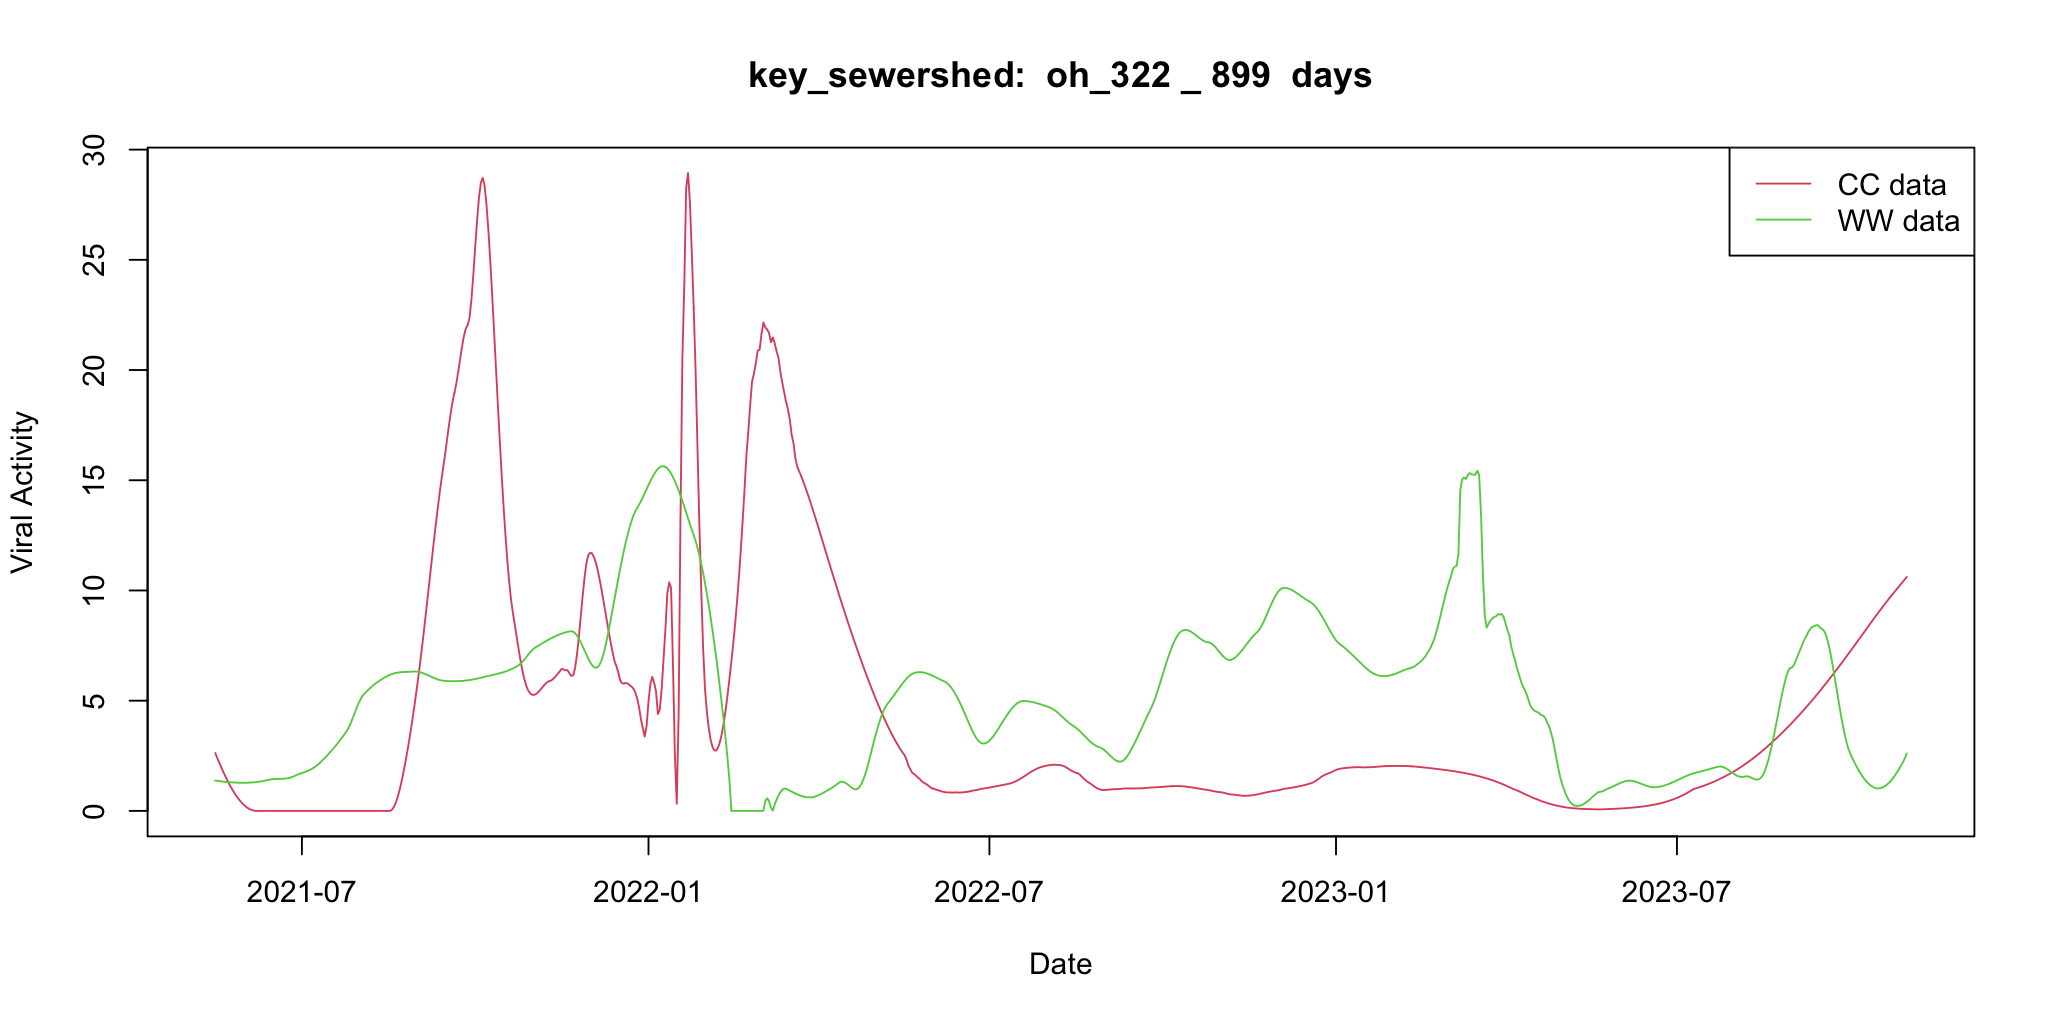 key_sewershed: oh_322 _ 899 days
30
25
20
15
10
5
0
Viral Activity
CC data
WW data
2021-07
2022-01
2022-07
2023-01
2023-07
Date